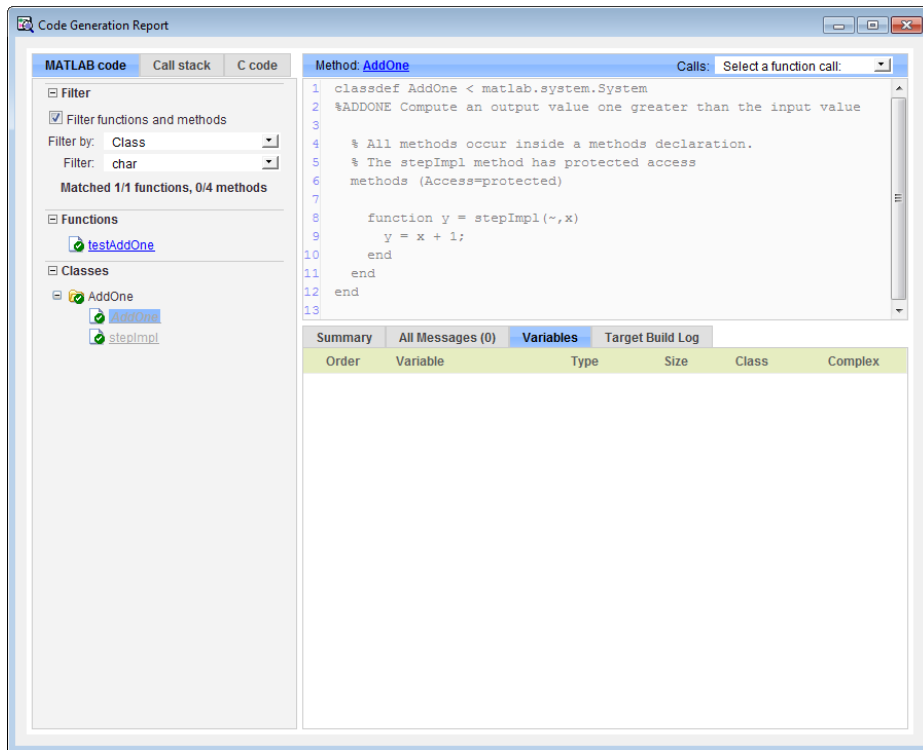 Code Generation Report
MATLAB code Call stack C code
Filter
Filter functions and methods
Filter by: Class
Filter: char
Matched 1/1 functions, 0/4 methods
Functions
testAddOne
Classes
AddOne
AddOne
stepImpl
Method: AddOne Calls: Select a function call:
1 classdef AddOne < matlab.system.System
2 %ADDONE Compute an output value one greater than the input value
3
4 % All methods occur inside a methods declaration.
5 % The stepImpl method has protected access
6 methods (Access=protected)
7
8 function y = stepImpl(~,x)
9 y = x + 1;
10 end
11 end
12 end
13
Summary All Messages (0) Variables Target Build Log
Order Variable Type Size Class Complex